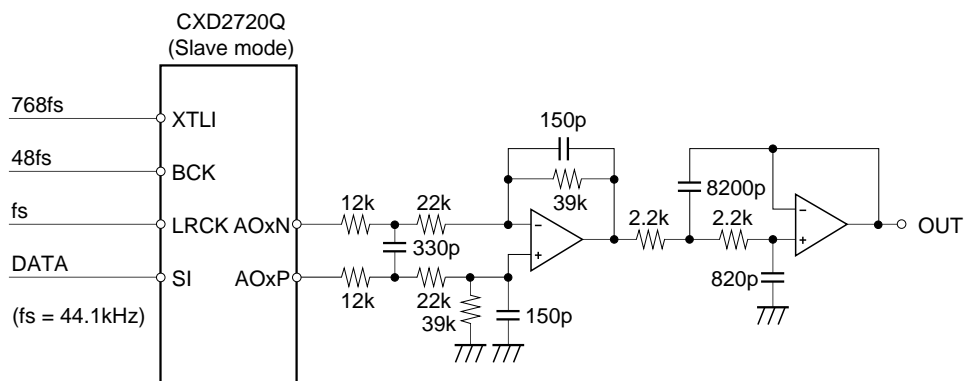 CXD2720Q
(Slave mode)
768fs
XTLI
48fs
BCK
fs
LRCK
AOxN
DATA
SI
AOxP
(fs = 44.1kHz)
12k
22k
330p
12k
22k
39k
150p
150p
39k
2.2k
8200p
2.2k
820p
OUT